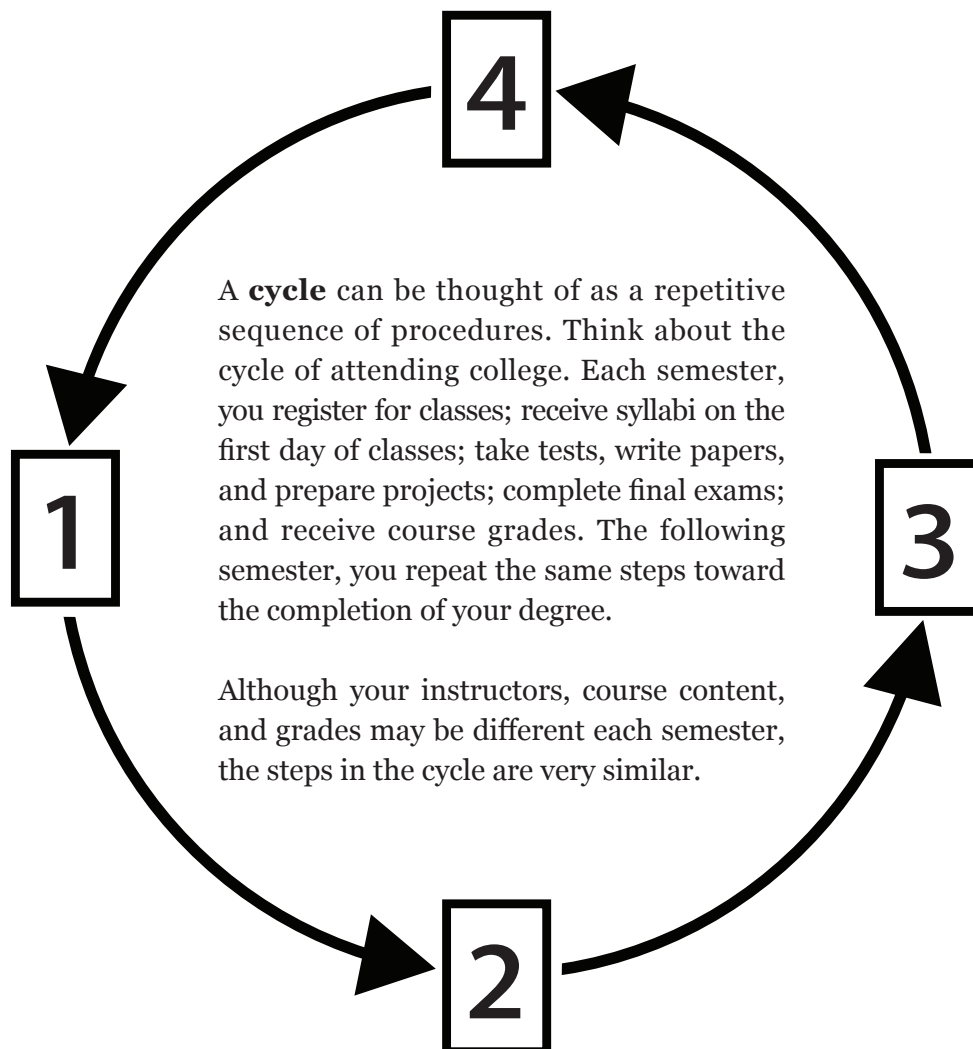 4
A cycle can be thought of as a repetitive
sequence of procedures. Think about the
cycle of attending college. Each semester,
you register for classes; receive syllabi on the
first day of classes; take tests, write papers,
and prepare projects; complete final exams;
and receive course grades. The following
semester, you repeat the same steps toward
the completion of your degree.
Although your instructors, course content,
and grades may be different each semester,
the steps in the cycle are very similar.
1
3
2